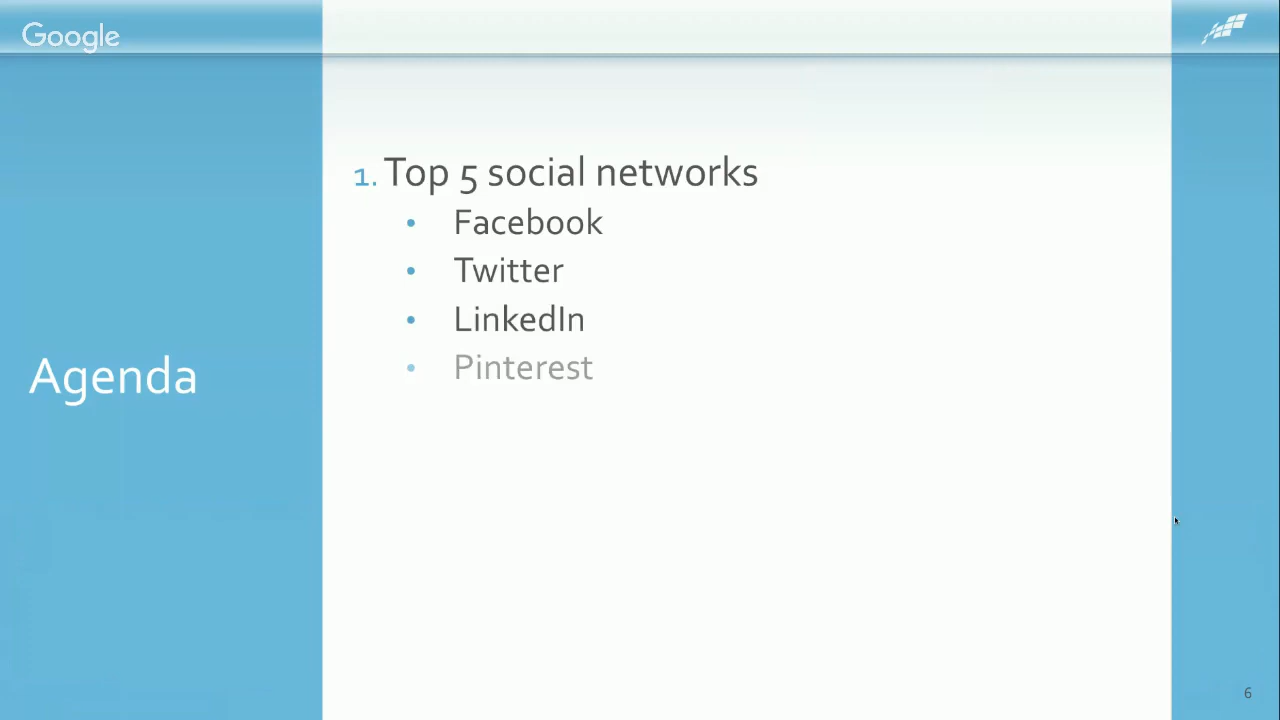 Google
1. Top 5 social networks
• Facebook
• Twitter
• LinkedIn
• Pinterest
Agenda
6